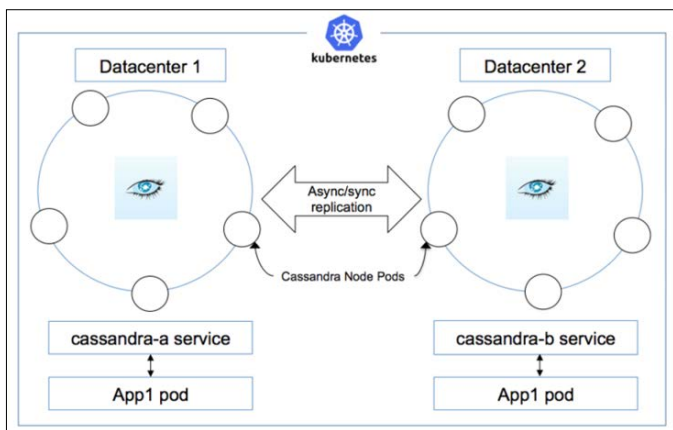 kubernetes
Datacenter 1
Datacenter 2
Async/sync
replication
Cassandra Node Pods
cassandra-a service
cassandra-b service
App1 pod
App1 pod